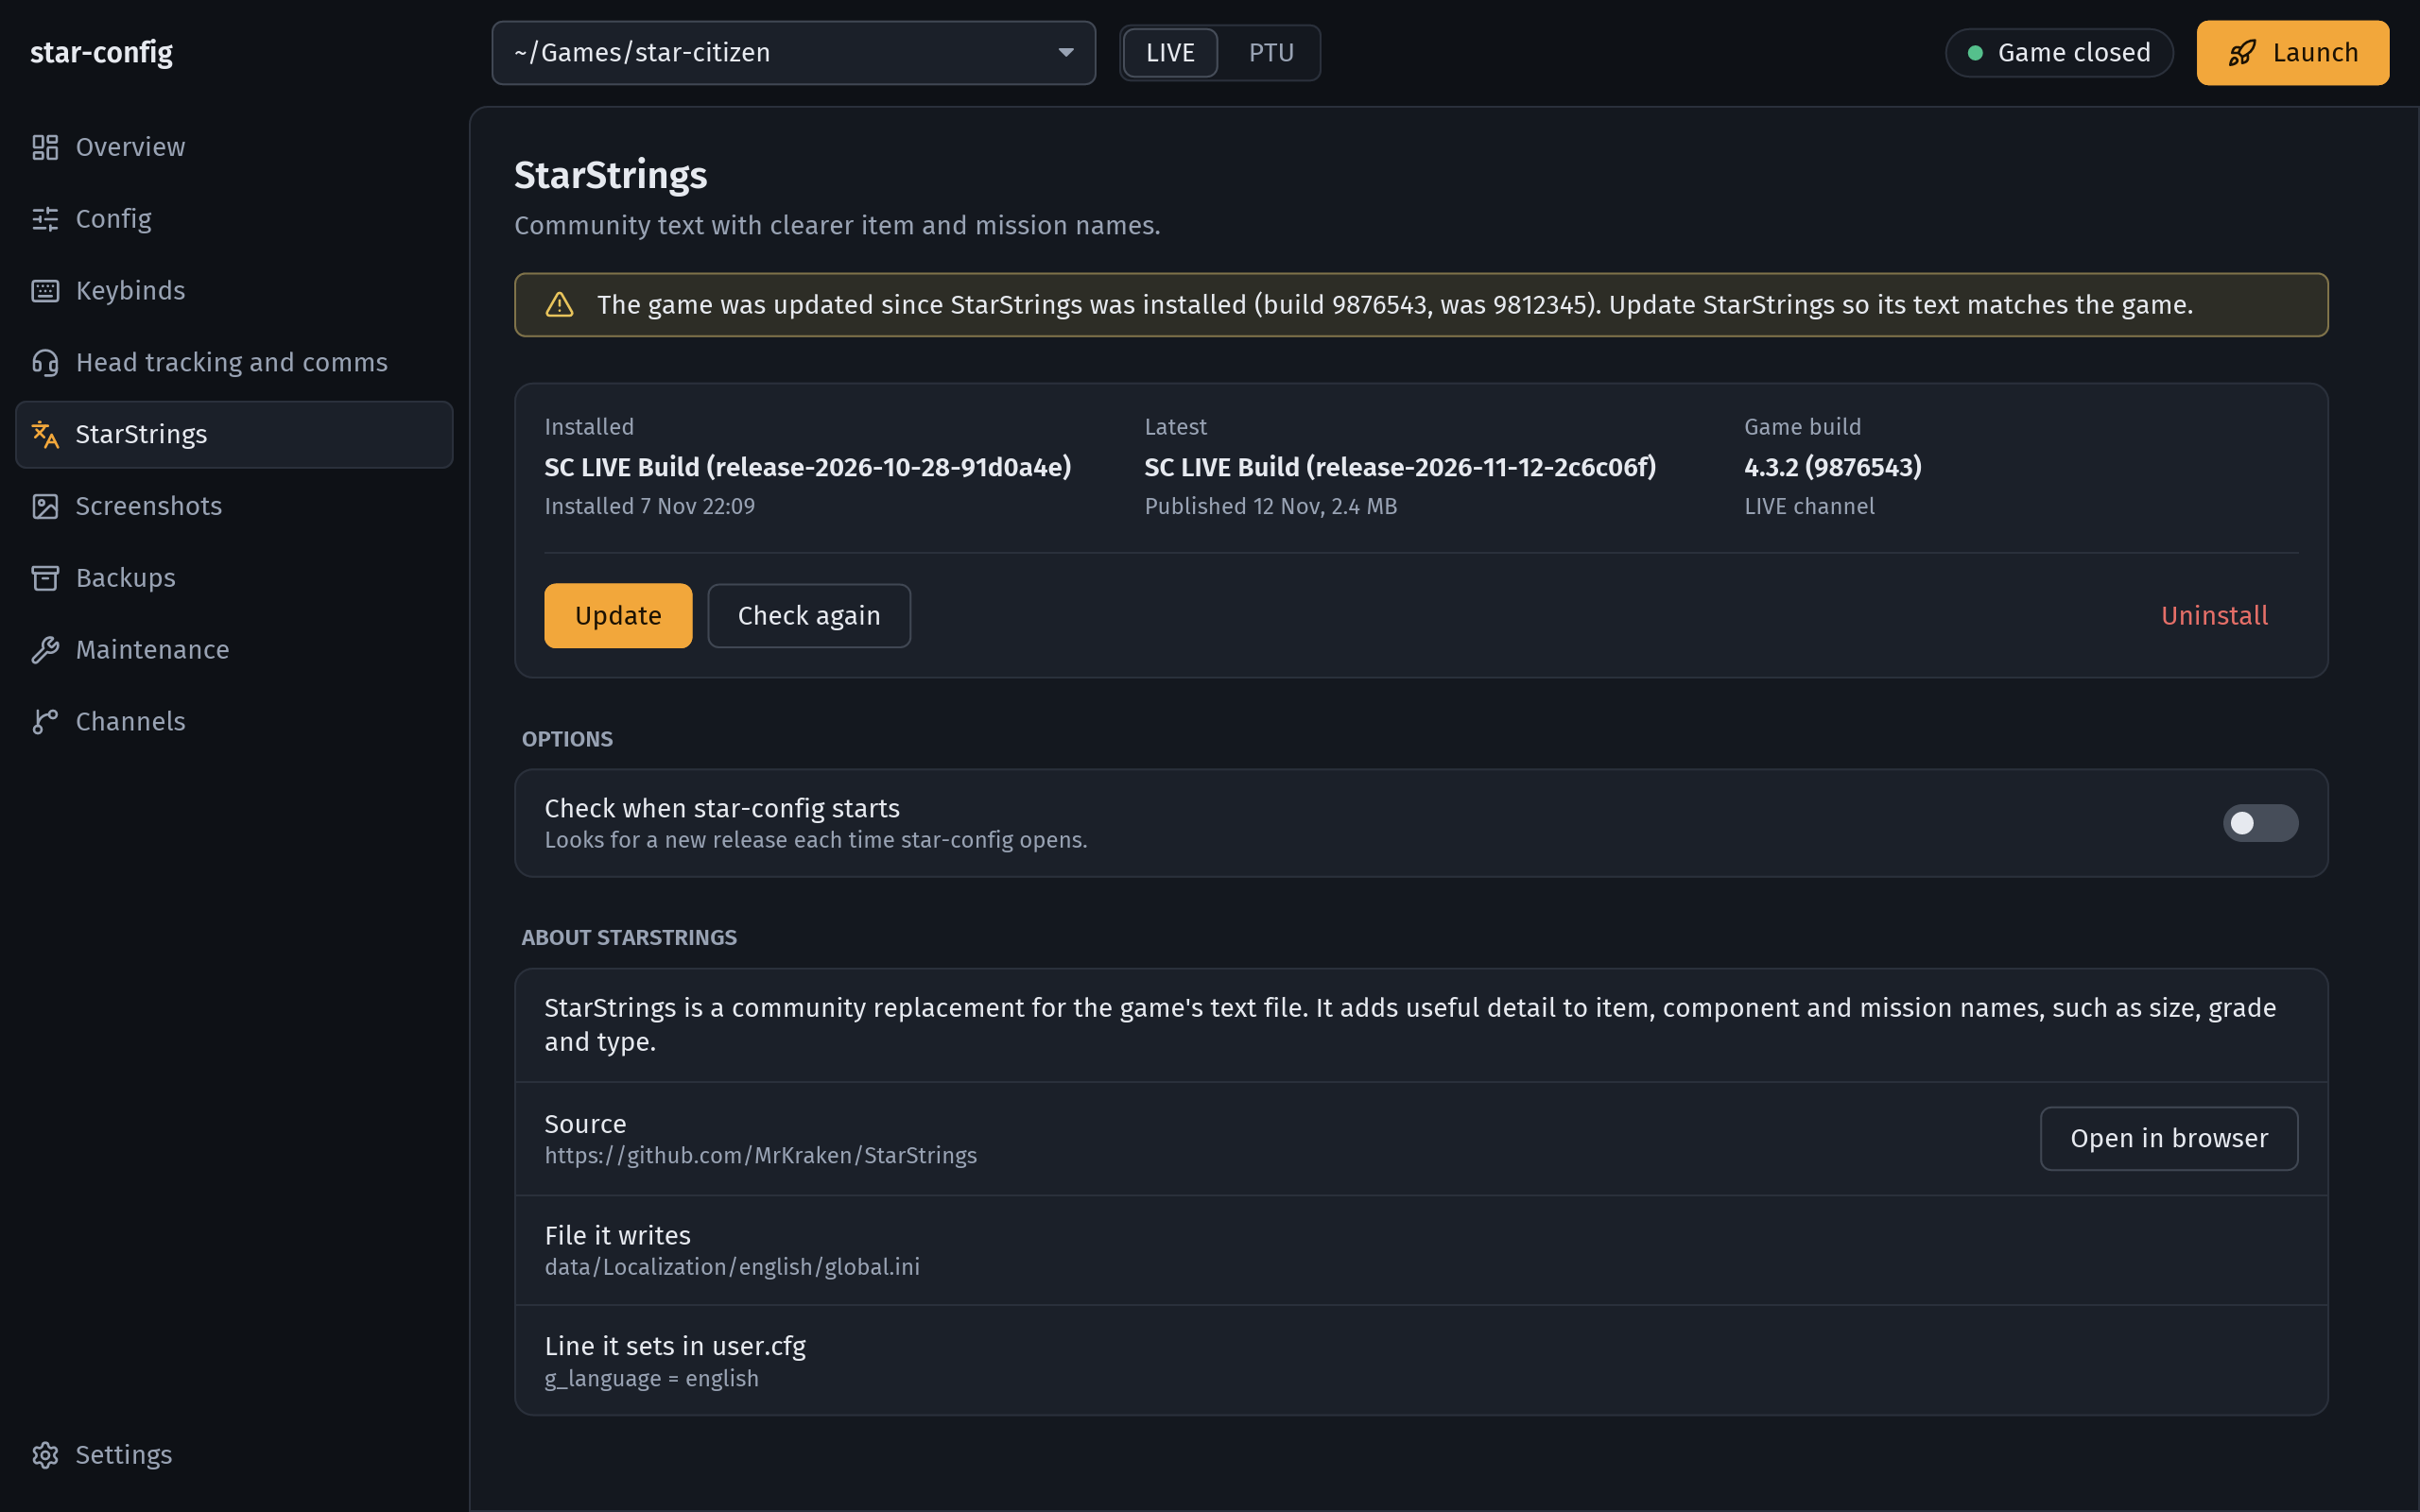 star-config
~/Games/star-citizen
LIVE
PTU
Game closed
Launch
Overview
Config
Keybinds
Head tracking and comms
StarStrings
Screenshots
Backups
Maintenance
Channels
Settings
StarStrings
Community text with clearer item and mission names.
The game was updated since StarStrings was installed (build 9876543, was 9812345). Update StarStrings so its text matches the game.
Installed
SC LIVE Build (release-2026-10-28-91d0a4e)
Installed 7 Nov 22:09
Latest
SC LIVE Build (release-2026-11-12-2c6c06f)
Published 12 Nov, 2.4 MB
Game build
4.3.2 (9876543)
LIVE channel
Update
Check again
Uninstall
OPTIONS
Check when star-config starts
Looks for a new release each time star-config opens.
ABOUT STARSTRINGS
StarStrings is a community replacement for the game's text file. It adds useful detail to item, component and mission names, such as size, grade
and type.
Source
https://github.com/MrKraken/StarStrings
Open in browser
File it writes
data/Localization/english/global.ini
Line it sets in user.cfg
g_language = english